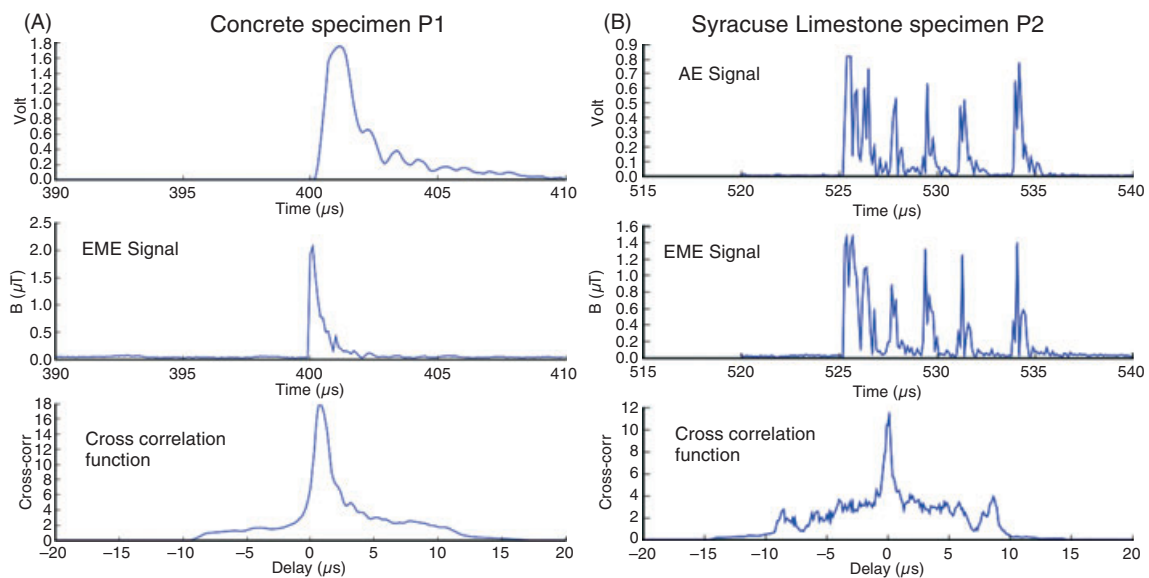 (A)
Concrete specimen P1
1.8
1.6
1.4
1.2
1.0
0.8
0.6
0.4
0.2
0.0
Volt
390 395 400 405 410
Time (µs)
2.5
2.0
1.5
1.0
0.5
0.0
B (µT)
EME Signal
390 395 400 405 410
Time (µs)
18
16
14
12
10
8
6
4
2
0
Cross-corr
Cross correlation
function
−20 −15 −10 −5 0 5 10 15 20
Delay (µs)
(B)
Syracuse Limestone specimen P2
0.9
0.8
0.7
0.6
0.5
0.4
0.3
0.2
0.1
0.0
Volt
AE Signal
515 520 525 530 535 540
Time (µs)
1.6
1.4
1.2
1.0
0.8
0.6
0.4
0.2
0.0
B (µT)
EME Signal
515 520 525 530 535 540
Time (µs)
12
10
8
6
4
2
0
Cross-corr
Cross correlation
function
−20 −15 −10 −5 0 5 10 15 20
Delay (µs)